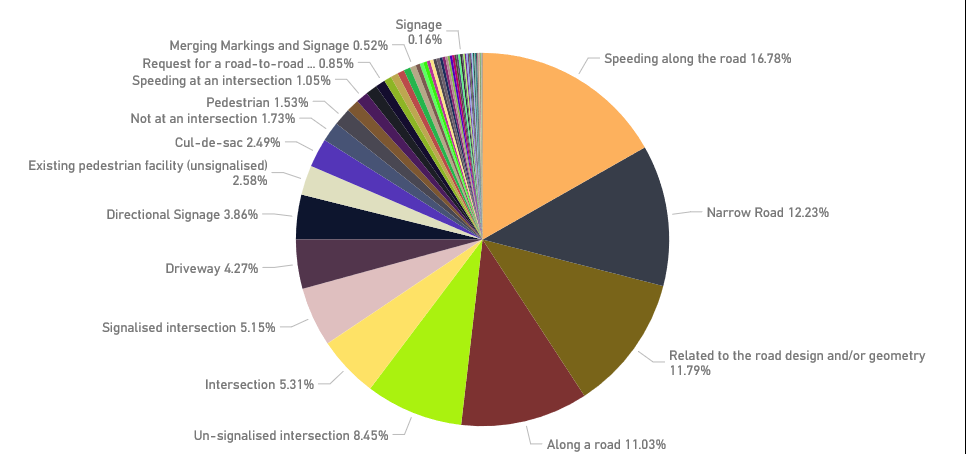 Signage
0.16%
Merging Markings and Signage 0.52%
Request for a road-to-road ... 0.85%
Speeding at an intersection 1.05%
Pedestrian 1.53%
Not at an intersection 1.73%
Cul-de-sac 2.49%
Existing pedestrian facility (unsignalised)
2.58%
Directional Signage 3.86%
Driveway 4.27%
Signalised intersection 5.15%
Intersection 5.31%
Un-signalised intersection 8.45%
Along a road 11.03%
Related to the road design and/or geometry
11.79%
Narrow Road 12.23%
Speeding along the road 16.78%